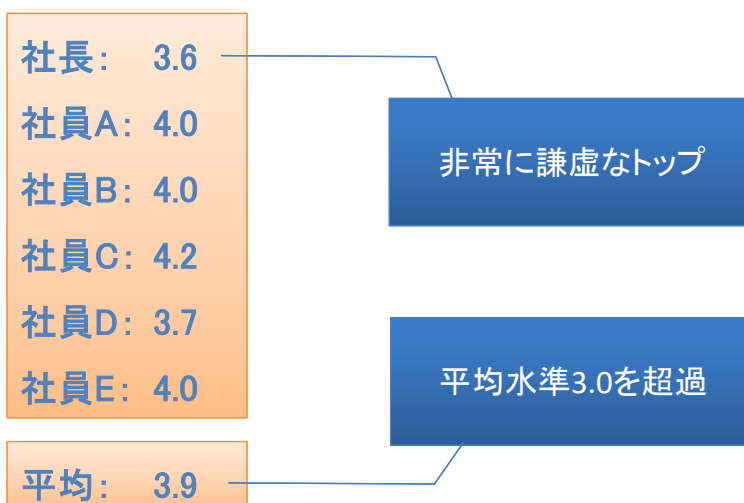 社長： 3.6
社員A： 4.0
社員B： 4.0
社員C： 4.2
社員D： 3.7
社員E： 4.0
平均： 3.9
非常に謙虚なトップ
平均水準3.0を超過